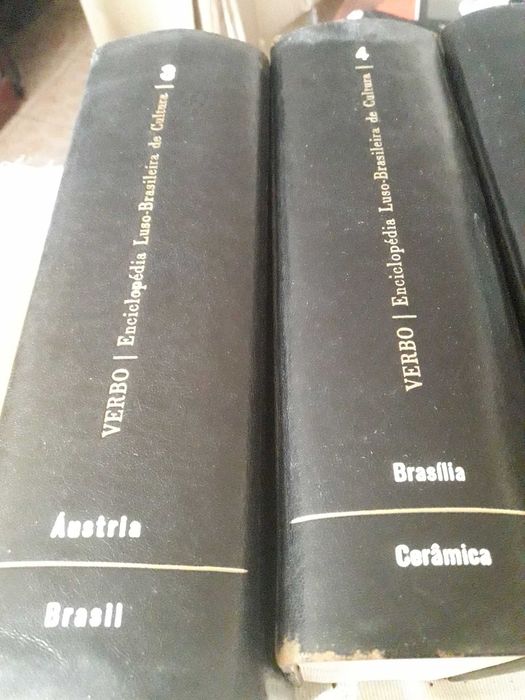 VERBO | Enciclopédia Luso-Brasileira de Cultura | 3
Áustria
Brasil
VERBO | Enciclopédia Luso-Brasileira de Cultura | 4
Brasília
Cerâmica